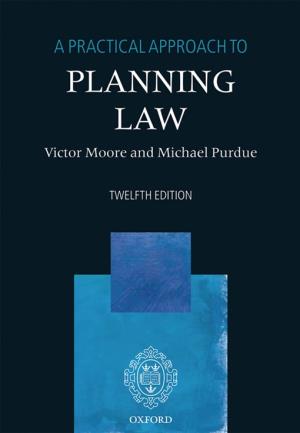 A PRACTICAL APPROACH TO
PLANNING
LAW
Victor Moore and Michael Purdue
TWELFTH EDITION
OXFORD